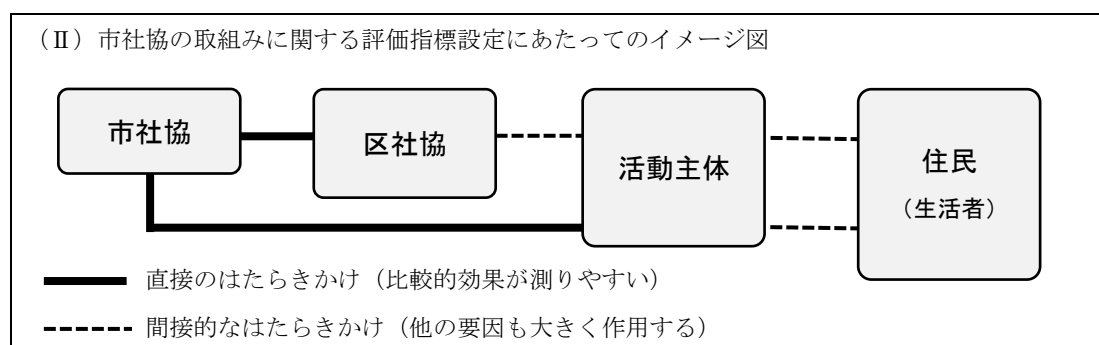 (Ⅱ)市社協の取組みに関する評価指標設定にあたってのイメージ図
市社協
区社協
活動主体
住民
(生活者)
直接のはたらきかけ(比較的効果が測りやすい)
間接的なはたらきかけ(他の要因も大きく作用する)